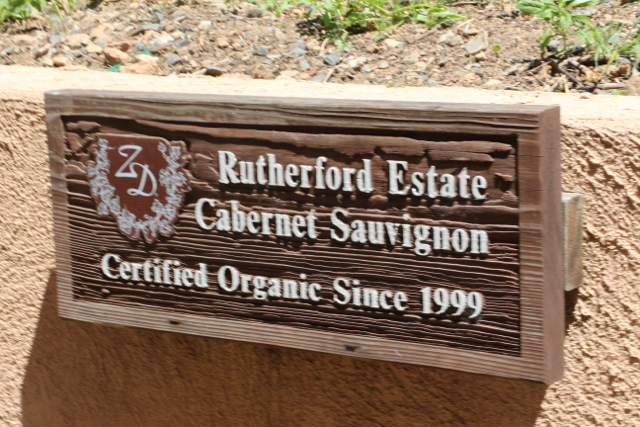 ZD
Rutherford Estate
Cabernet Sauvignon
Certified Organic Since 1999